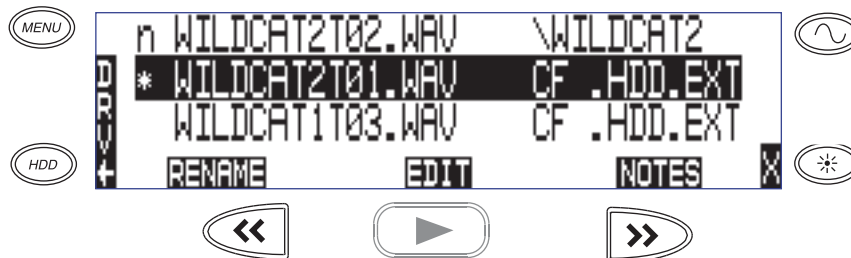 MENU
n WILDCAT2T02.WAV \WILDCAT2
* WILDCAT2T01.WAV CF .HDD.EXT
WILDCAT1T03.WAV CF .HDD.EXT
DRV
HDD
RENAME EDIT NOTES X